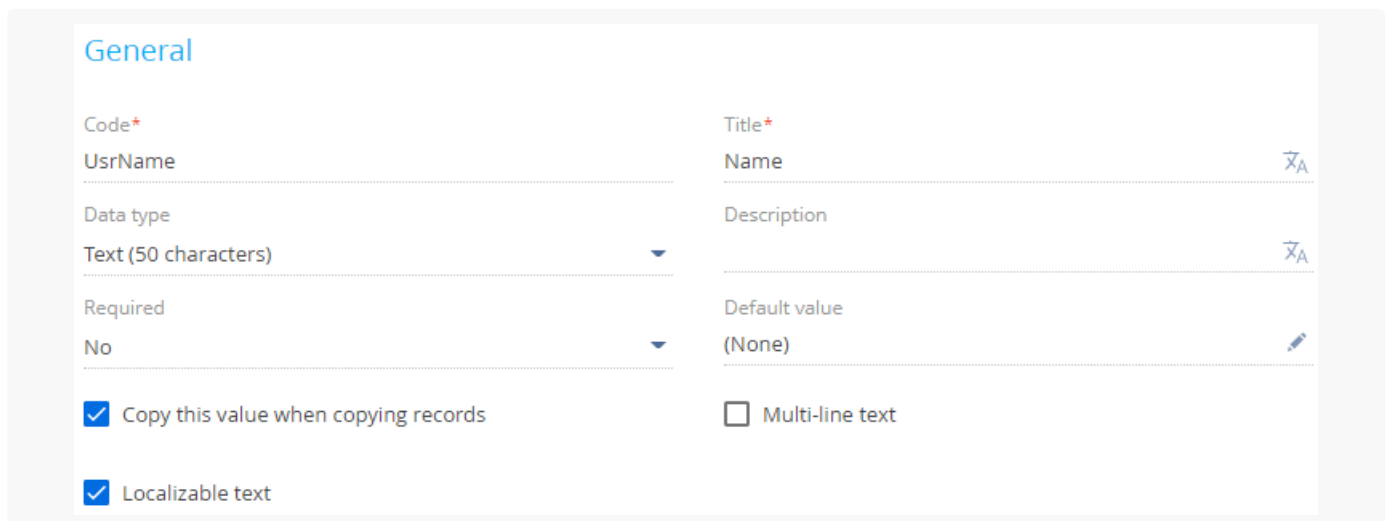 General
Code*
Title*
UsrName
Name
Data type
Description
Text (50 characters)
Required
Default value
No
(None)
Copy this value when copying records
Multi-line text
Localizable text